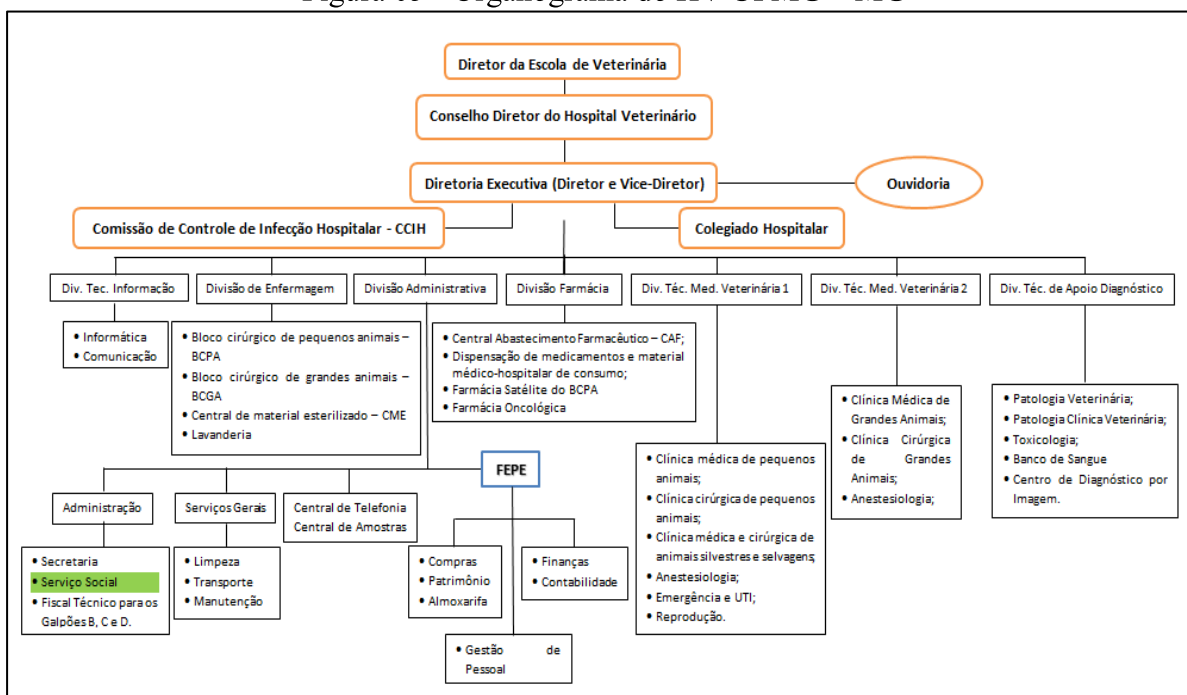 Diretor da Escola de Veterinária
Conselho Diretor do Hospital Veterinário
Diretoria Executiva (Diretor e Vice-Diretor)
Ouvidoria
Comissão de Controle de Infecção Hospitalar - CCIH
Colegiado Hospitalar
Div. Tec. Informação
Divisão de Enfermagem
Divisão Administrativa
Divisão Farmácia
Div. Téc. Med. Veterinária 1
Div. Téc. Med. Veterinária 2
Div. Téc. de Apoio Diagnóstico
• Informática
• Comunicação
• Bloco cirúrgico de pequenos animais –
BCPA
• Bloco cirúrgico de grandes animais –
BCGA
• Central de material esterilizado – CME
• Lavanderia
• Central Abastecimento Farmacêutico – CAF;
• Dispensação de medicamentos e material
médico-hospitalar de consumo;
• Farmácia Satélite do BCPA
• Farmácia Oncológica
• Clínica médica de pequenos
animais;
• Clínica cirúrgica de pequenos
animais;
• Clínica médica e cirúrgica de
animais silvestres e selvagens;
• Anestesiologia;
• Emergência e UTI;
• Reprodução.
• Clínica Médica de
Grandes Animais;
• Clínica Cirúrgica
de Grandes
Animais;
• Anestesiologia;
• Patologia Veterinária;
• Patologia Clínica Veterinária;
• Toxicologia;
• Banco de Sangue
• Centro de Diagnóstico por
Imagem.
FEPE
Administração
Serviços Gerais
Central de Telefonia
Central de Amostras
• Secretaria
• Serviço Social
• Fiscal Técnico para os
Galpões B, C e D.
• Limpeza
• Transporte
• Manutenção
• Compras
• Patrimônio
• Almoxarifa
• Finanças
• Contabilidade
• Gestão de
Pessoal